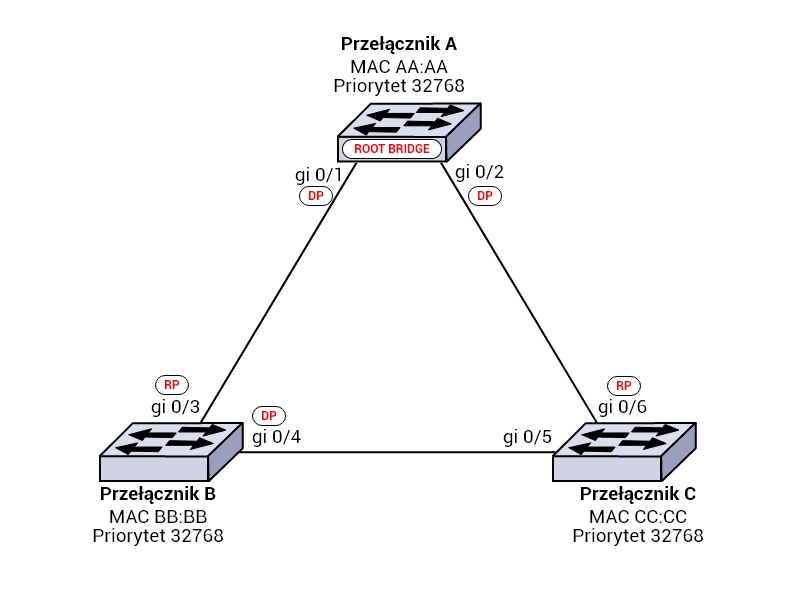 Przełącznik A
MAC AA:AA
Priorytet 32768
ROOT BRIDGE
gi 0/1
DP
gi 0/2
DP
RP
gi 0/3
DP
gi 0/4
gi 0/5
RP
gi 0/6
Przełącznik B
MAC BB:BB
Priorytet 32768
Przełącznik C
MAC CC:CC
Priorytet 32768